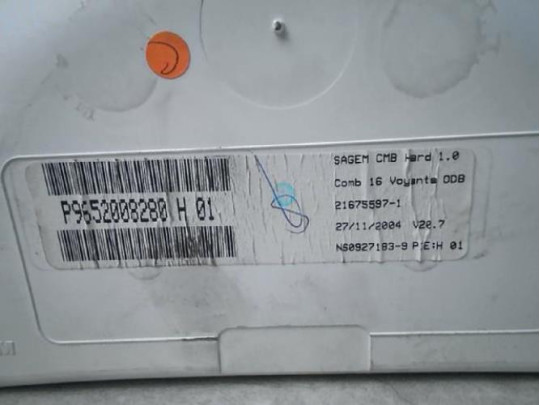 P9652008280 H 01
SAGEM CMB Hard 1.0
Comb 16 Voyants ODB
21675597-1
27/11/2004 V20.7
NS0927193-9 P:E:H 01